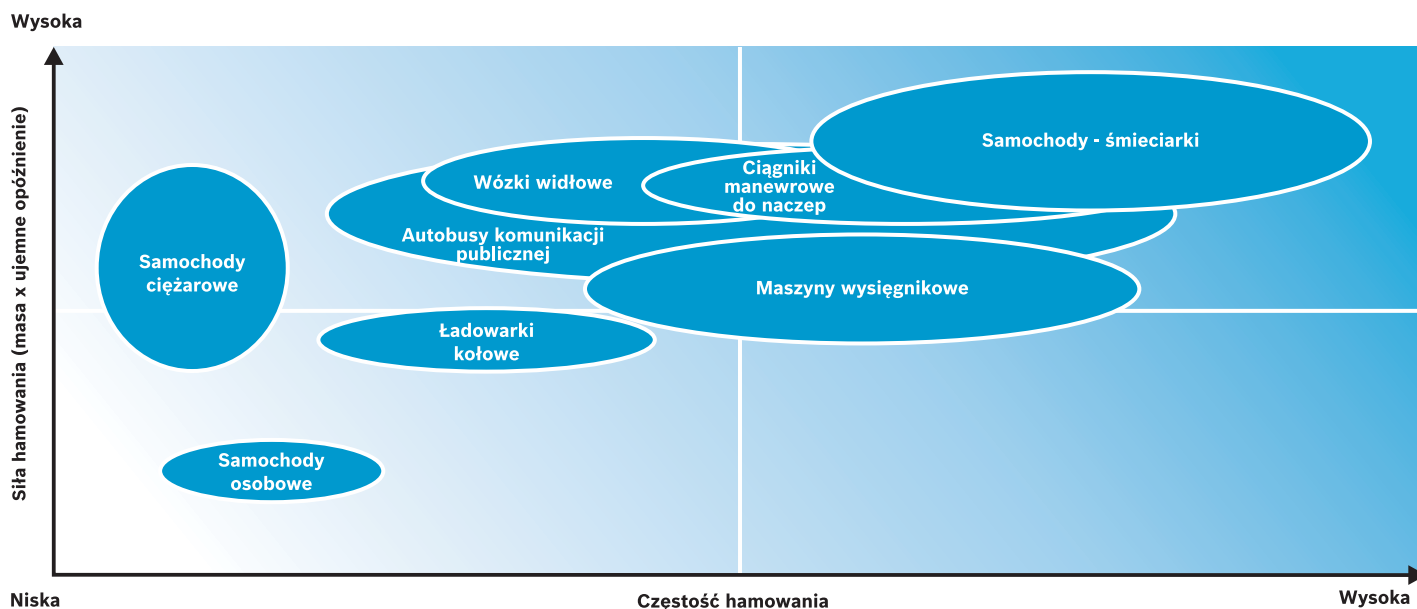 Wysoka
Siła hamowania (masa x ujemne opóźnienie)
Samochody - śmieciarki
Ciągniki
manewrowe
do naczep
Wózki widłowe
Autobusy komunikacji
publicznej
Samochody
ciężarowe
Maszyny wysięgnikowe
Ładowarki
kołowe
Samochody
osobowe
Niska
Częstość hamowania
Wysoka